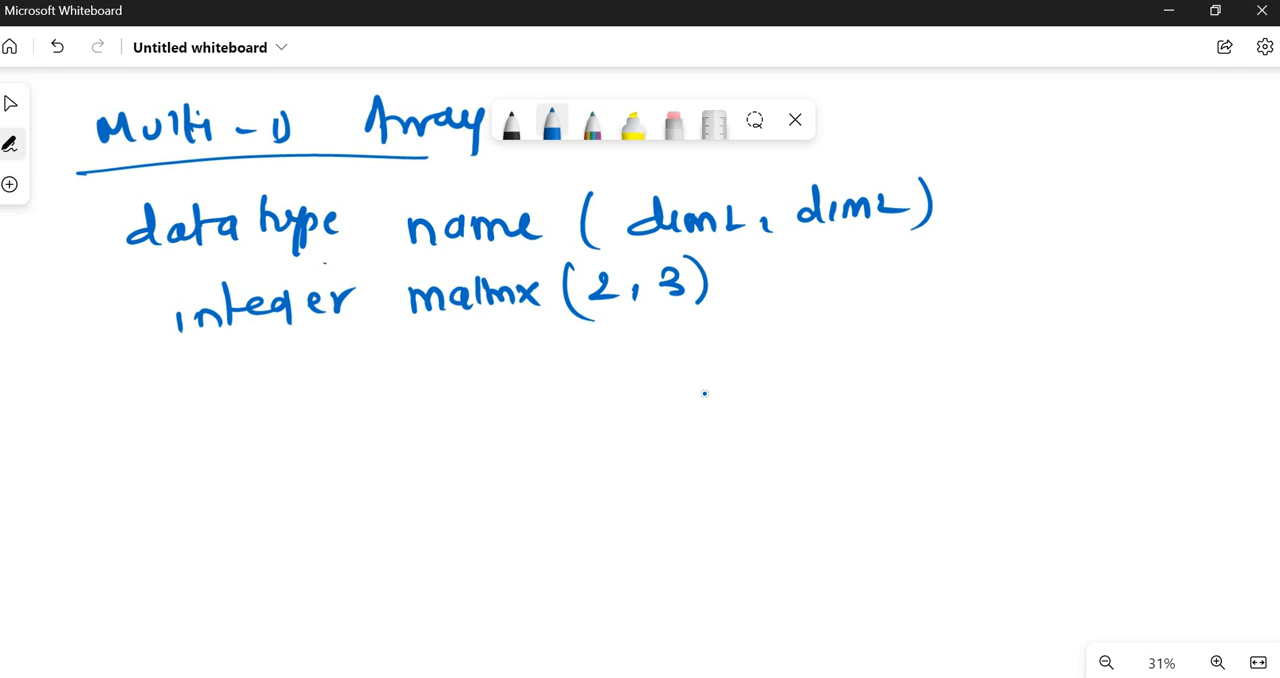 Microsoft Whiteboard
Untitled whiteboard
Multi-D Array
datatype name (dim1, dim2)
integer matrix (2, 3)
31%